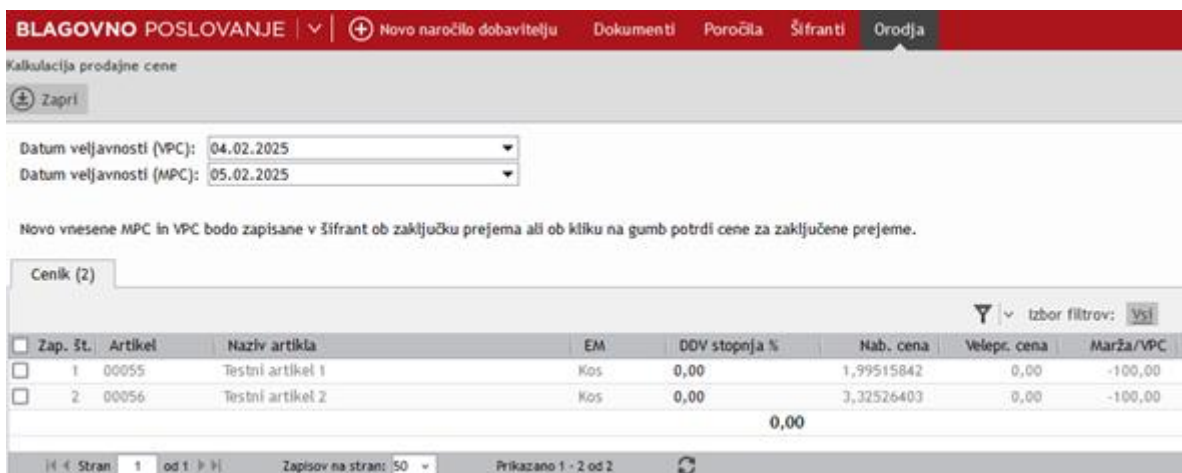 BLAGOVNO POSLOVANJE Novo naročilo dobavitelju Dokumenti Poročila Šifranti Orodja
Kalkulacija prodajne cene
Zapri
Datum veljavnosti (VPC): 04.02.2025
Datum veljavnosti (MPC): 05.02.2025
Novo vnesene MPC in VPC bodo zapisane v šifrant ob zaključku prejema ali ob kliku na gumb potrdi cene za zaključene prejeme.
Cenik (2)
Izbor filtrov: Vsi
Zap. št. Artikel Naziv artikla EM DDV stopnja % Nab. cena Velepr. cena Marža/VPC
1 00055 Testni artikel 1 Kos 0,00 1,99515842 0,00 -100,00
2 00056 Testni artikel 2 Kos 0,00 3,32526403 0,00 -100,00
0,00
Stran 1 od 1 Zapisov na stran: 50 Prikazano 1 - 2 od 2